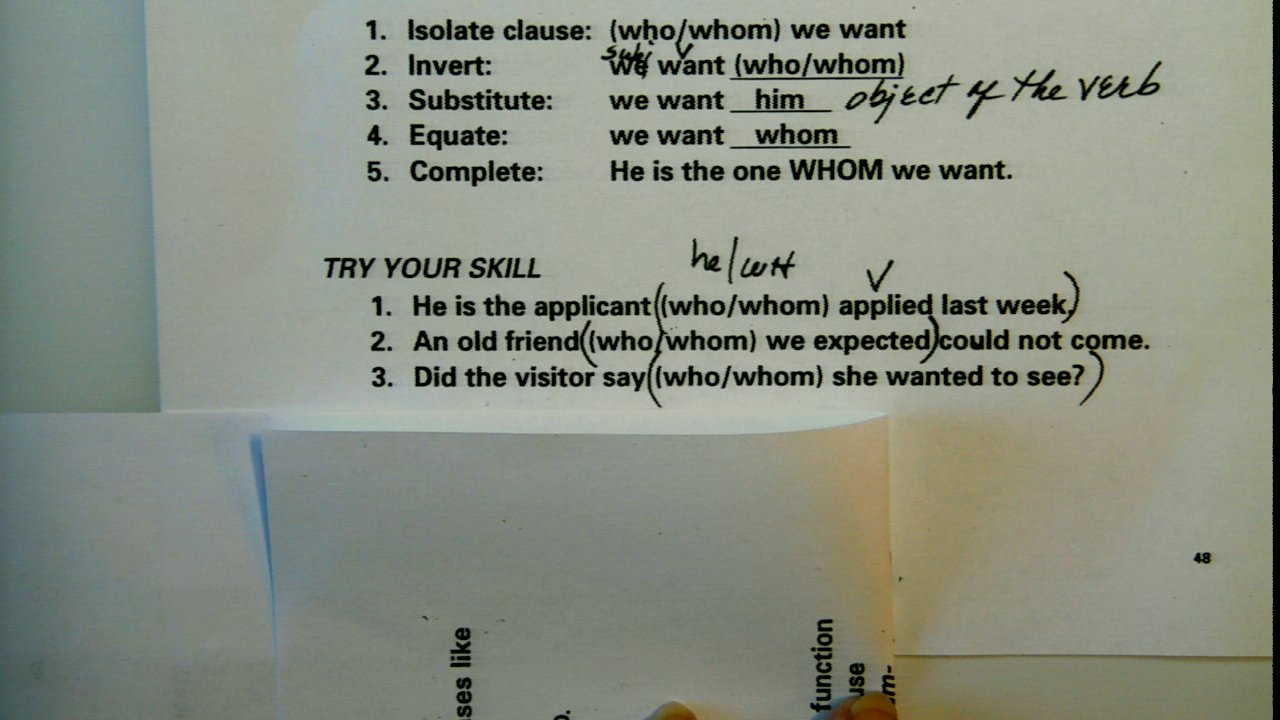 1. Isolate clause: (who/whom) we want
subj v
2. Invert: we want (who/whom)
3. Substitute: we want him object of the verb
4. Equate: we want whom
5. Complete: He is the one WHOM we want.
he/
TRY YOUR SKILL
1. He is the applicant ((who/whom) applied last week.)
2. An old friend ((who/whom) we expected) could not come.
3. Did the visitor say ((who/whom) she wanted to see?)
48
ses like
function
use
m-